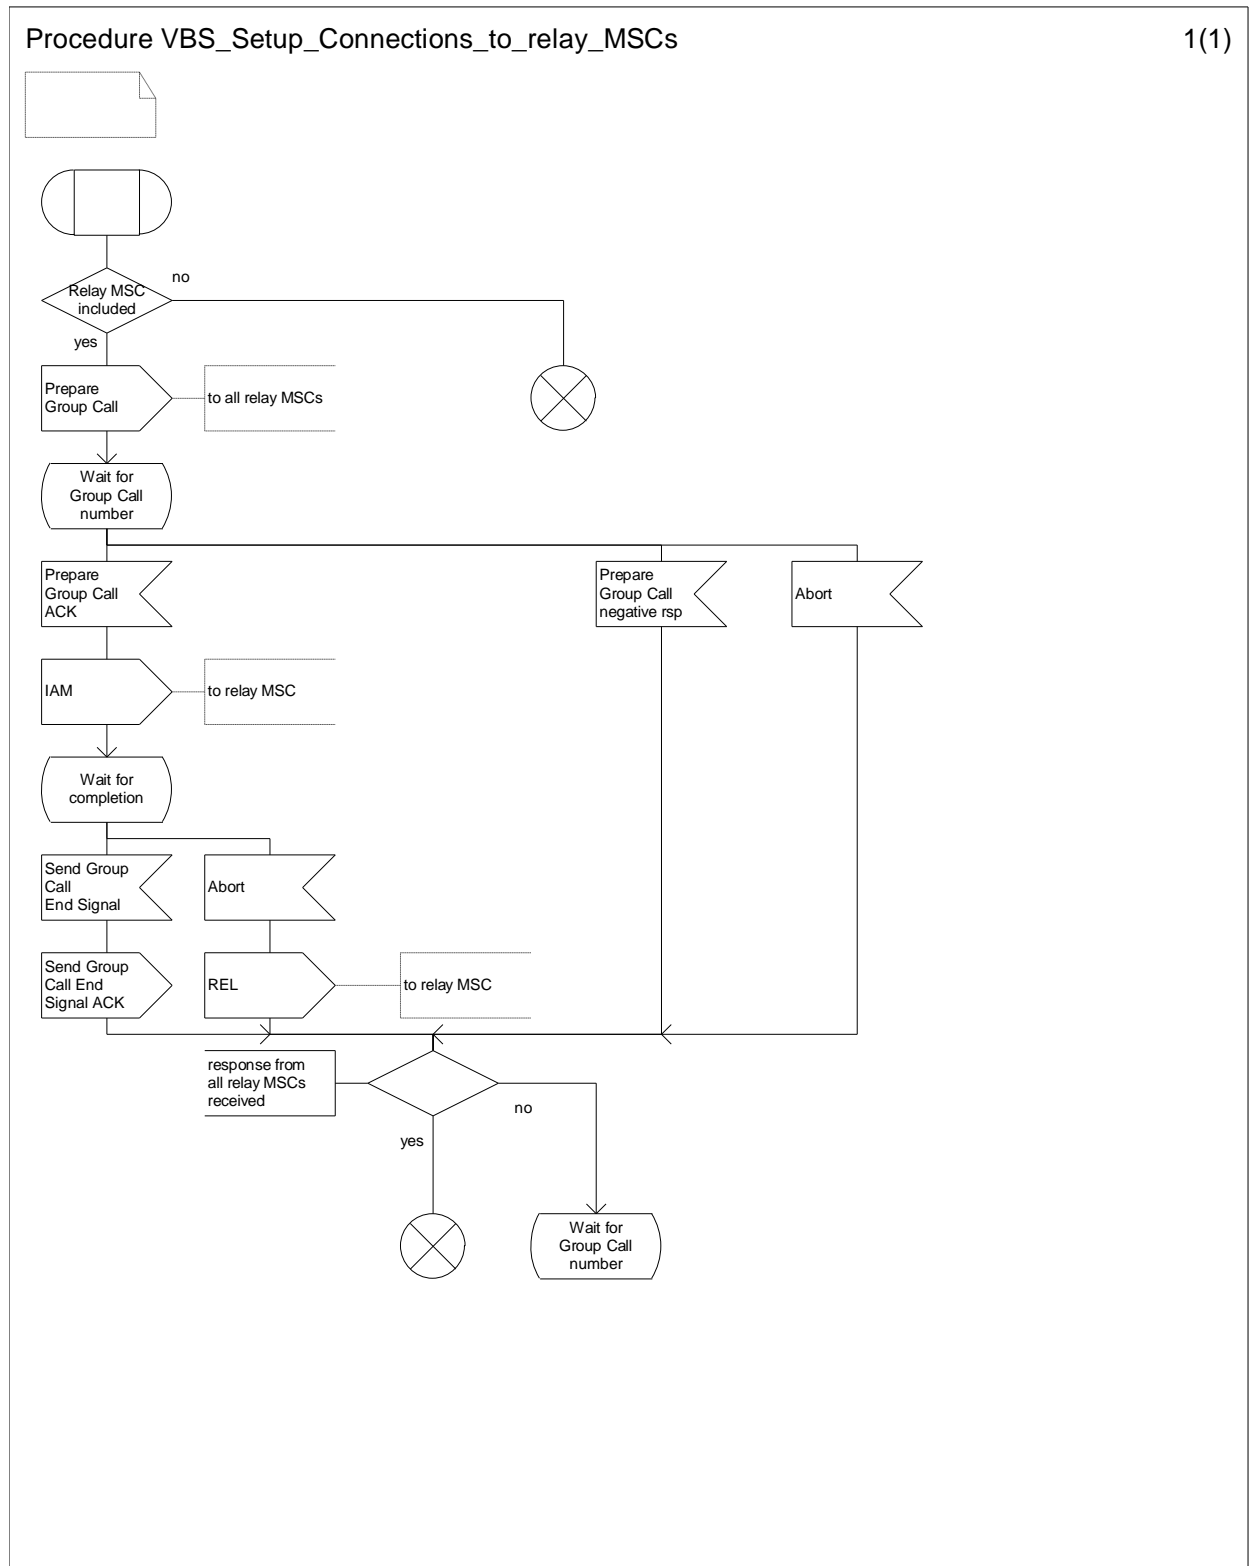 Procedure VBS_Setup_Connections_to_relay_MSCs
1(1)
no
Relay MSC
included
yes
Prepare
Group Call
to all relay MSCs
Wait for
Group Call
number
Prepare
Group Call
ACK
Prepare
Group Call
negative rsp
Abort
IAM
to relay MSC
Wait for
completion
Send Group
Call
End Signal
Abort
Send Group
Call End
Signal ACK
REL
to relay MSC
response from
all relay MSCs
received
no
yes
Wait for
Group Call
number